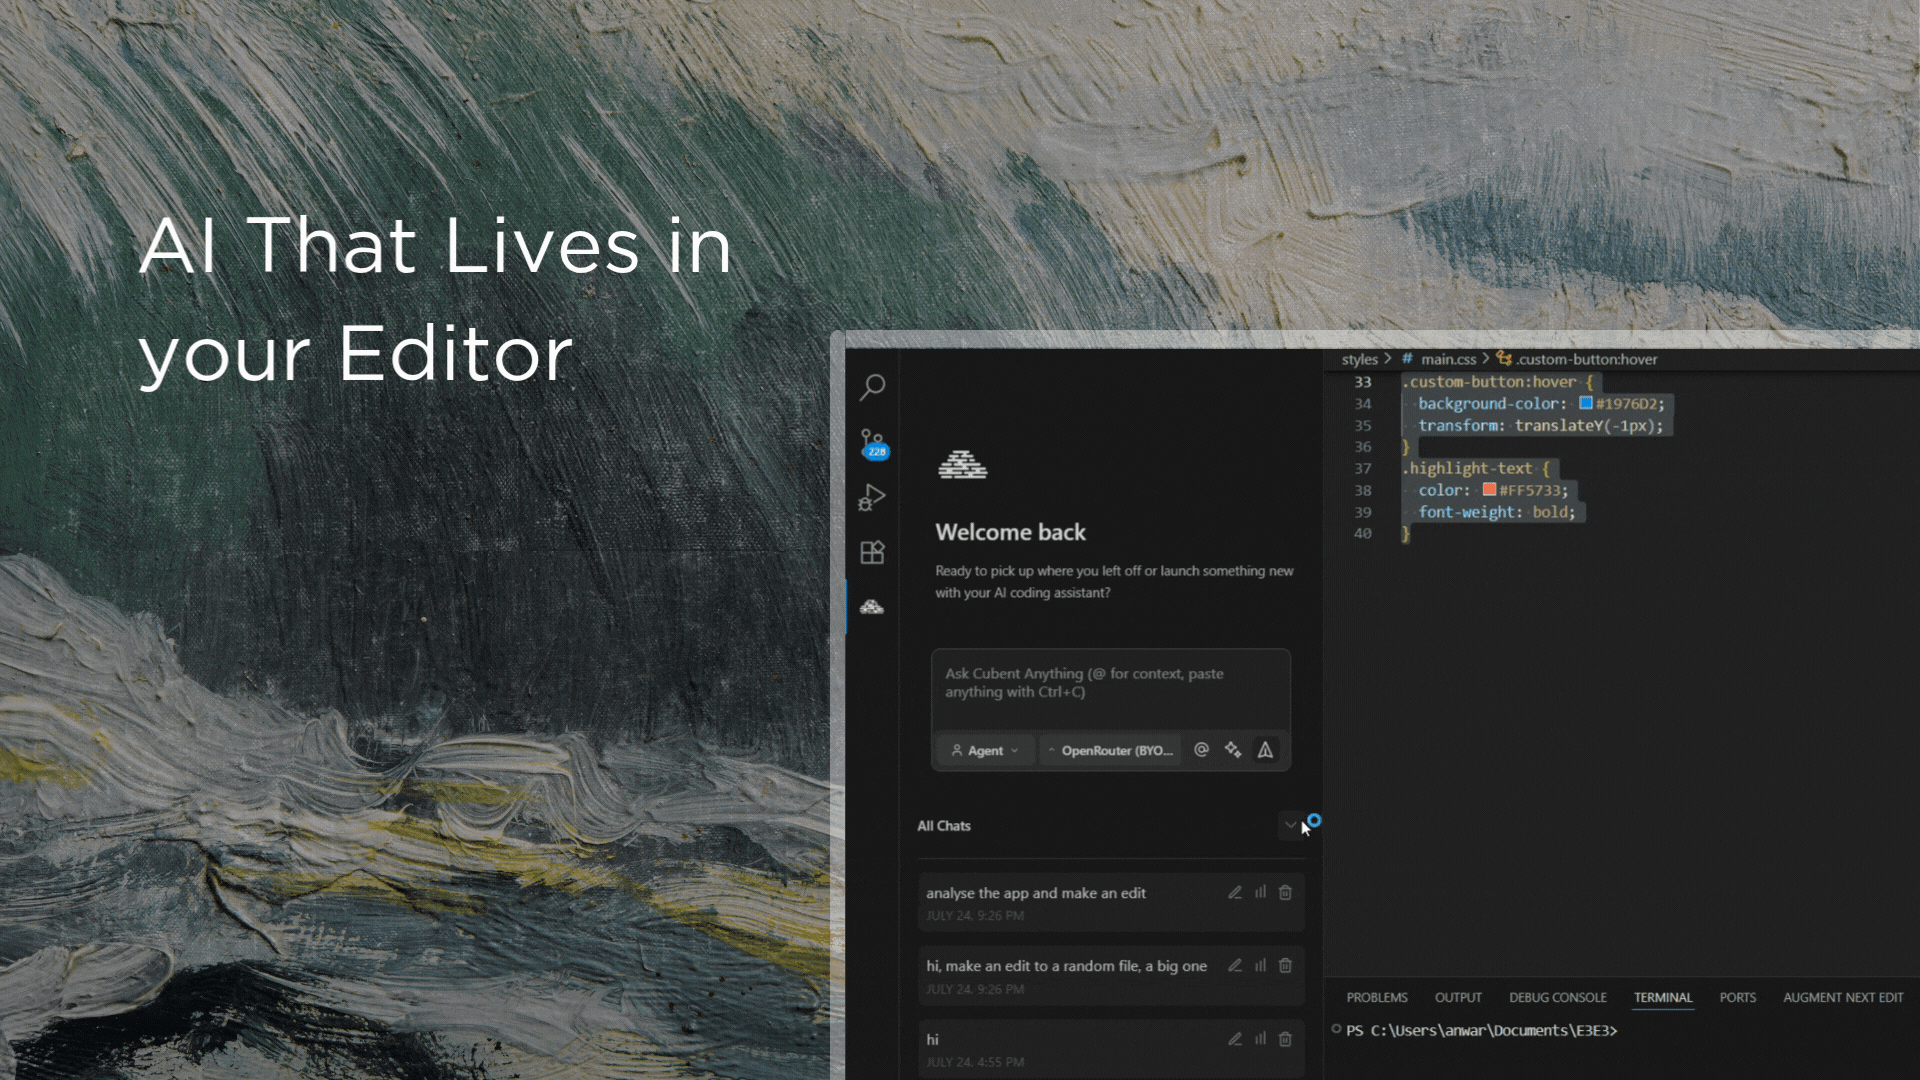 AI That Lives in
your Editor
228
Welcome back
Ready to pick up where you left off or launch something new
with your AI coding assistant?
Ask Cubent Anything (@ for context, paste
anything with Ctrl+C)
Agent
OpenRouter (BYO...
All Chats
analyse the app and make an edit
JULY 24, 9:26 PM
hi, make an edit to a random file, a big one
JULY 24, 9:26 PM
hi
JULY 24, 4:55 PM
styles > # main.css > .custom-button:hover
33 .custom-button:hover {
34 background-color: #1976D2;
35 transform: translateY(-1px);
36 }
37 .highlight-text {
38 color: #FF5733;
39 font-weight: bold;
40 }
PROBLEMS OUTPUT DEBUG CONSOLE TERMINAL PORTS AUGMENT NEXT EDIT
PS C:\Users\anwar\Documents\E3E3>